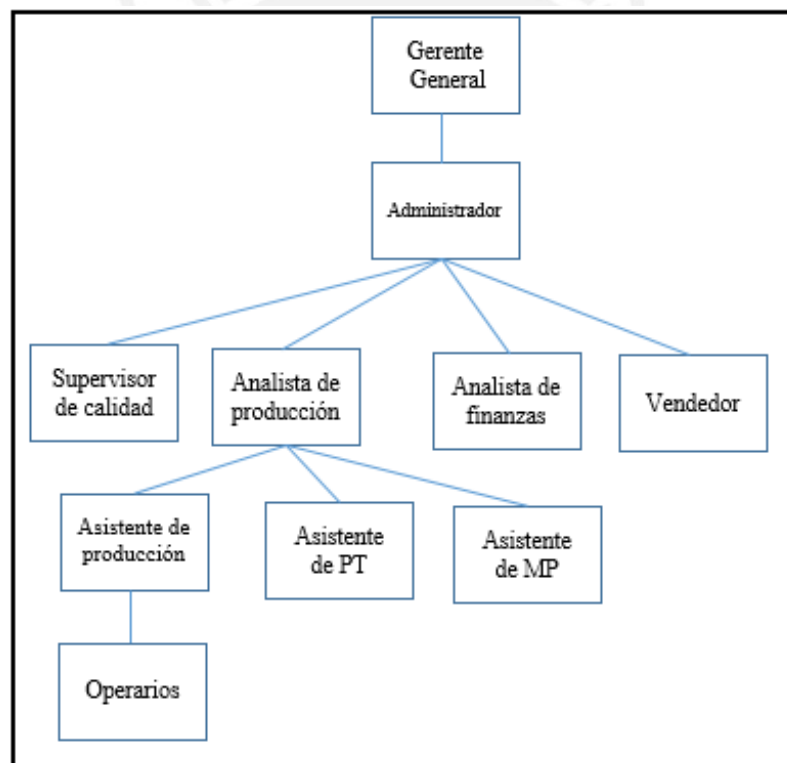 Gerente
General
Administrador
Supervisor
de calidad
Analista de
producción
Analista de
finanzas
Vendedor
Asistente de
producción
Asistente
de PT
Asistente
de MP
Operarios